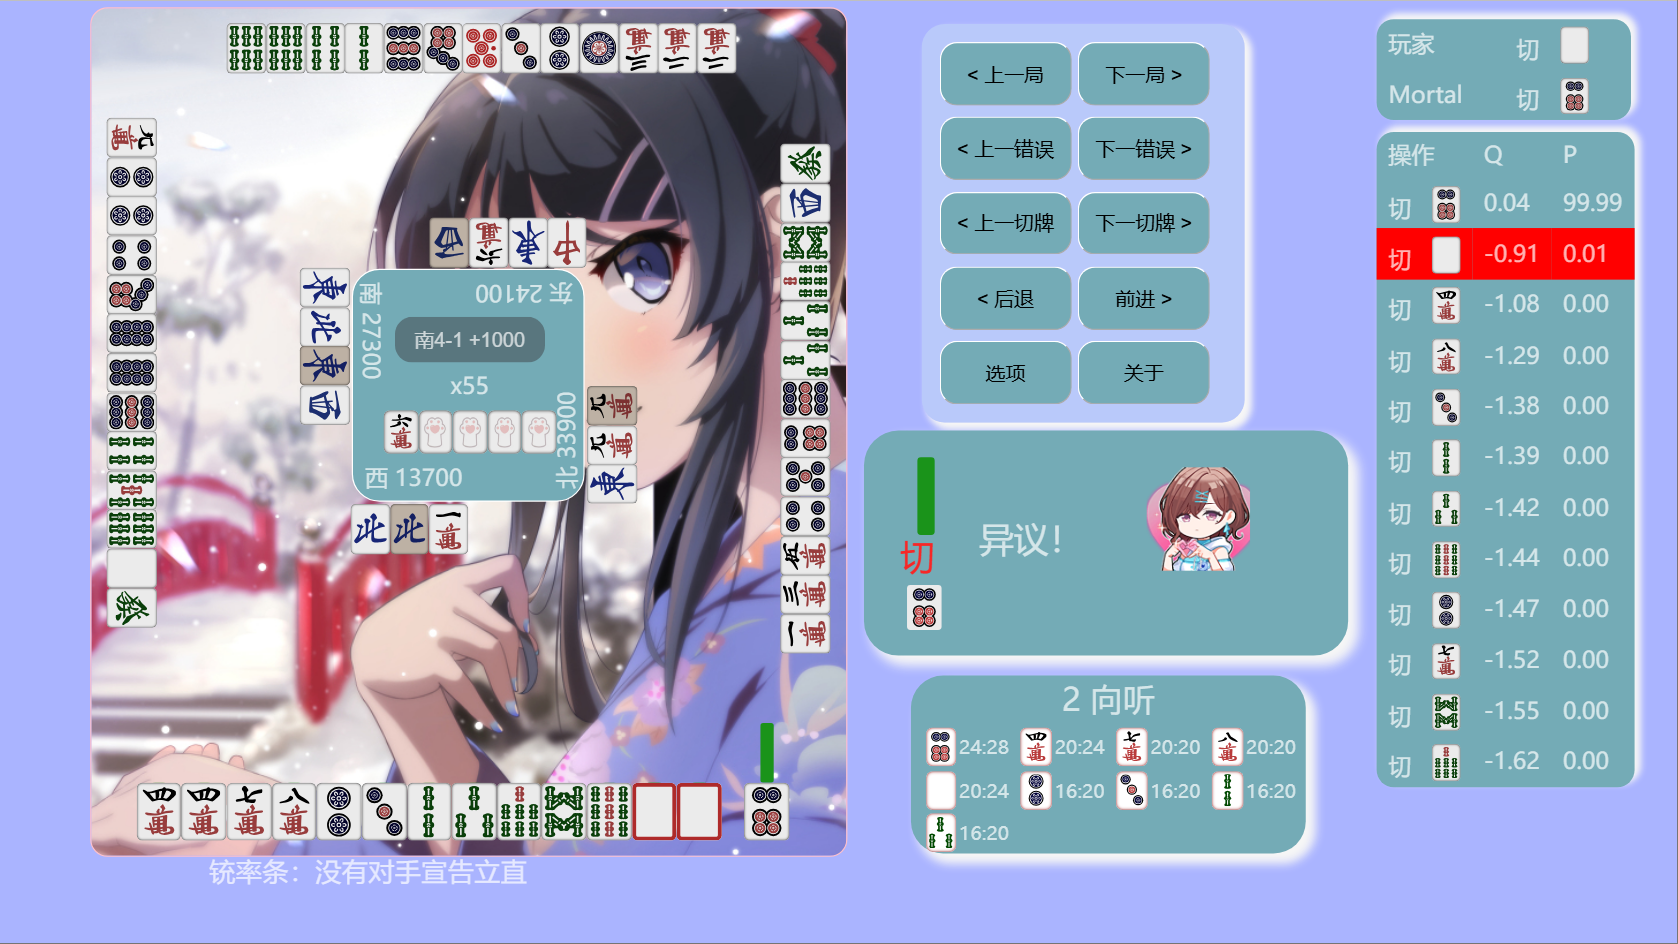 < 上一局
下一局 >
< 上一错误
下一错误 >
< 上一切牌
下一切牌 >
< 后退
前进 >
选项
关于
玩家 切
Mortal 切
操作 Q P
切 0.04 99.99
切 -0.91 0.01
切 -1.08 0.00
切 -1.29 0.00
切 -1.38 0.00
切 -1.39 0.00
切 -1.42 0.00
切 -1.44 0.00
切 -1.47 0.00
切 -1.52 0.00
切 -1.55 0.00
切 -1.62 0.00
东 24100
南 27300
南4-1 +1000
x55
北 33900
西 13700
切
异议！
2 向听
24:28 20:24 20:20 20:20
20:24 16:20 16:20 16:20
16:20
铳率条：没有对手宣告立直